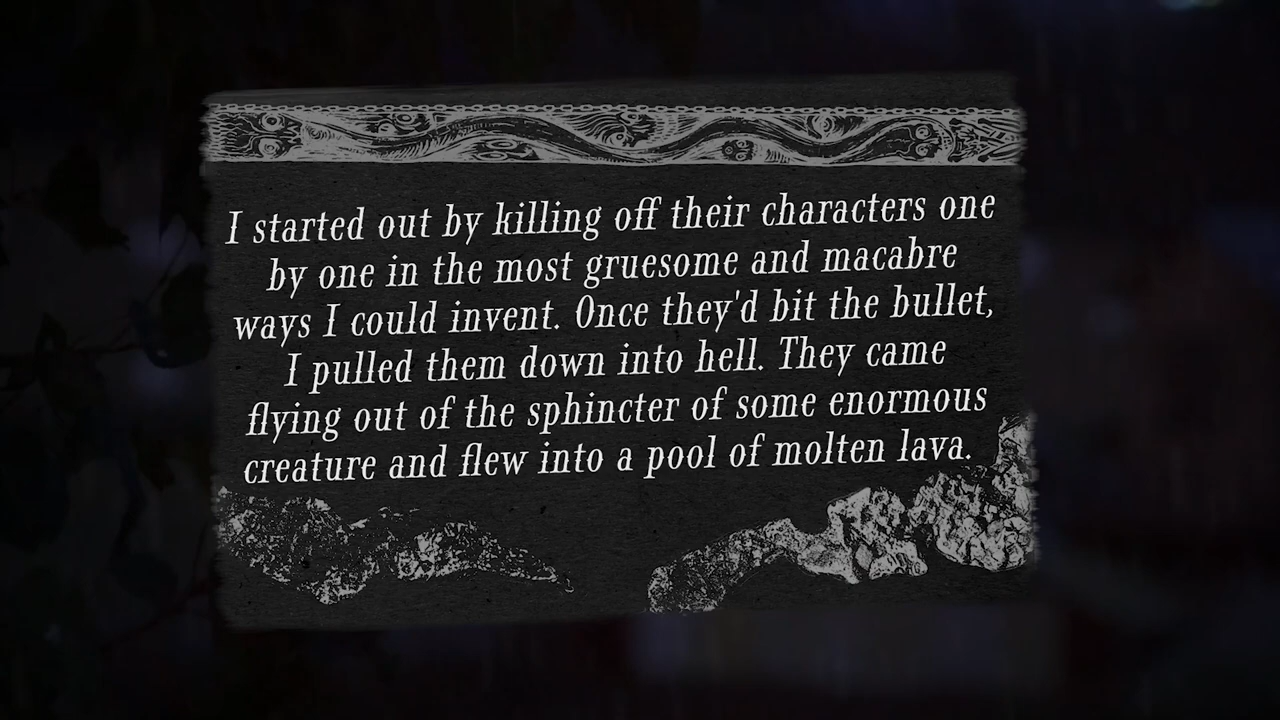 I started out by killing off their characters one
by one in the most gruesome and macabre
ways I could invent. Once they'd bit the bullet,
I pulled them down into hell. They came
flying out of the sphincter of some enormous
creature and flew into a pool of molten lava.